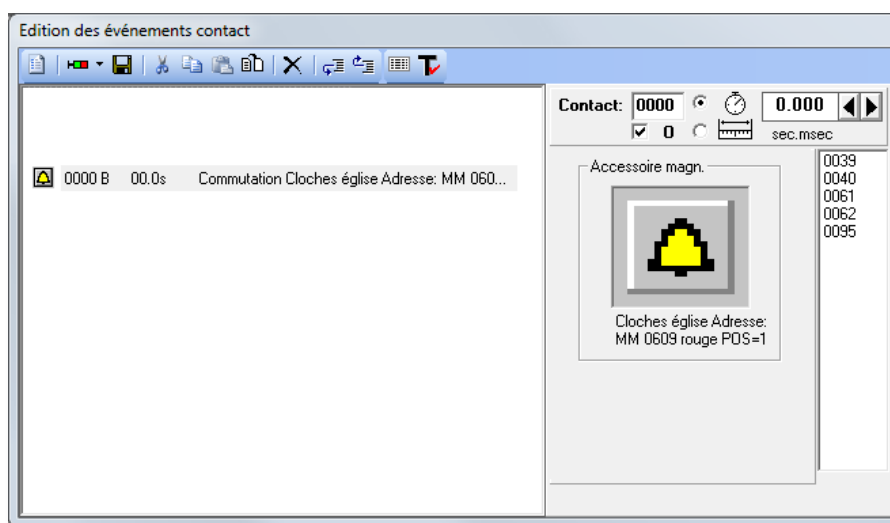 Edition des événements contact
Contact: 0000 0.000
0 sec.msec
0000 B 00.0s Commutation Cloches église Adresse: MM 060...
Accessoire magn.
Cloches église Adresse:
MM 0609 rouge POS=1
0039
0040
0061
0062
0095